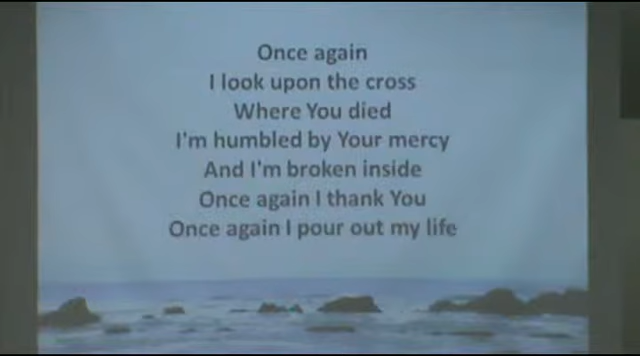 Once again
I look upon the cross
Where You died
I'm humbled by Your mercy
And I'm broken inside
Once again I thank You
Once again I pour out my life